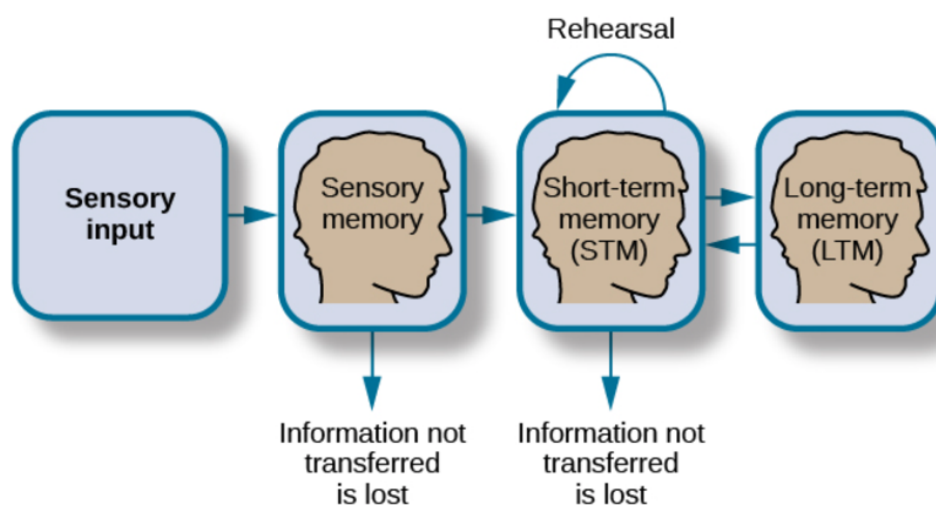 Rehearsal
Sensory
input
Sensory
memory
Short-term
memory
(STM)
Long-term
memory
(LTM)
Information not
transferred
is lost
Information not
transferred
is lost